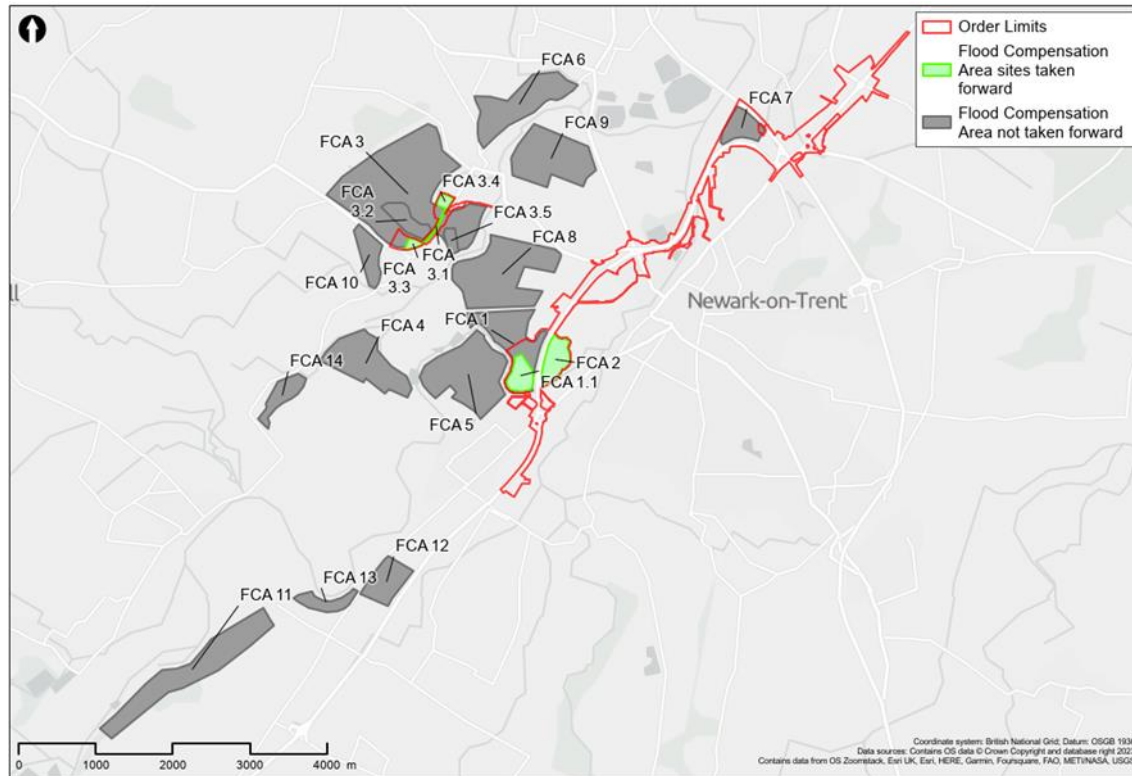 Order Limits
Flood Compensation
Area sites taken
forward
Flood Compensation
Area not taken forward
FCA 6
FCA 7
FCA 9
FCA 3
FCA 3.4
FCA
3.2
FCA 3.5
FCA 8
FCA
3.1
FCA
3.3
FCA 10
ll
Newark-on-Trent
FCA 1
FCA 4
FCA 14
FCA 2
FCA 1.1
FCA 5
FCA 12
FCA 13
FCA 11
0 1000 2000 3000 4000 m
Coordinate system: British National Grid; Datum: OSGB 1936
Data sources: Contains OS data © Crown Copyright and database right 202
Contains data from OS Zoomstack, Esri UK, Esri, HERE, Garmin, Foursquare, FAO, METI/NASA, USGS